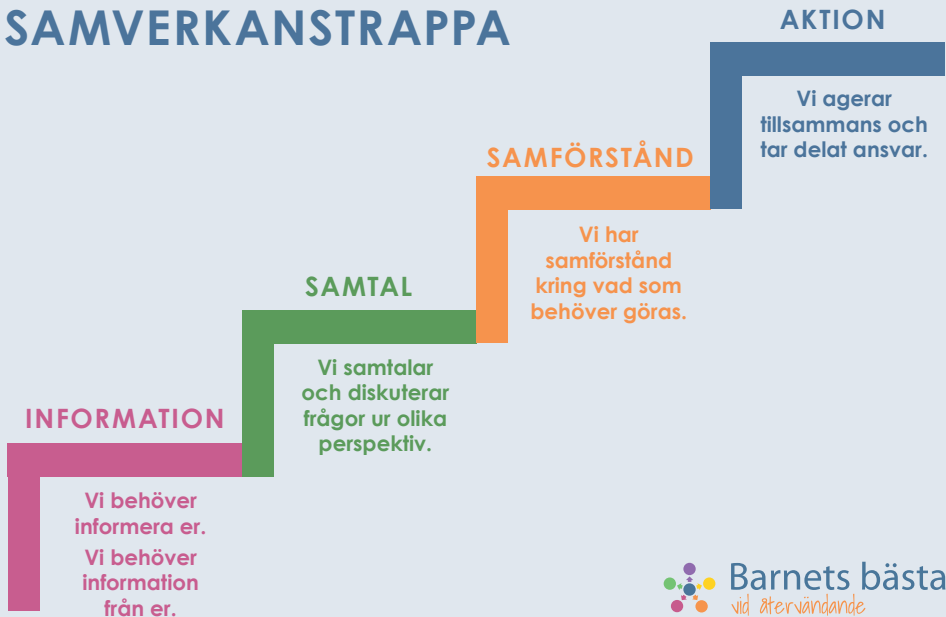 SAMVERKANSTRAPPA
AKTION
Vi agerar
tillsammans och
tar delat ansvar.
SAMFÖRSTÅND
Vi har
samförstånd
kring vad som
behöver göras.
SAMTAL
Vi samtalar
och diskuterar
frågor ur olika
perspektiv.
INFORMATION
Vi behöver
informera er.
Vi behöver
information
från er.
Barnets bästa
vid återvändande